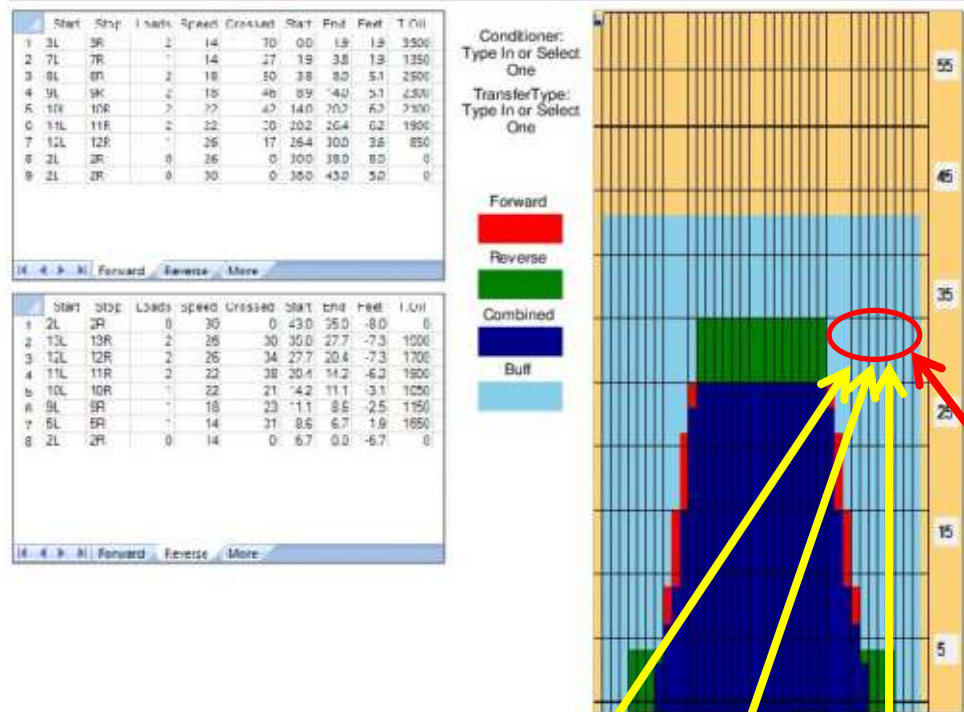 Start Stop Loads Speed Crossed Start End Feet T.Oil
1 3L 3R 2 14 70 0.0 1.9 1.9 3500
2 7L 7R 1 14 27 1.9 3.8 1.9 1350
3 8L 8R 2 18 50 3.8 8.9 5.1 2500
4 9L 9R 2 18 46 8.9 14.0 5.1 2300
5 10L 10R 2 22 42 14.0 20.2 6.2 2100
6 11L 11R 2 22 38 20.2 26.4 6.2 1900
7 12L 12R 1 26 17 26.4 30.0 3.6 850
8 2L 2R 0 26 0 30.0 38.0 8.0 0
9 2L 2R 0 30 0 38.0 43.0 5.0 0
Forward Reverse More
Start Stop Loads Speed Crossed Start End Feet T.Oil
1 2L 2R 0 30 0 43.0 35.0 -8.0 0
2 13L 13R 2 26 30 35.0 27.7 -7.3 1500
3 12L 12R 2 26 34 27.7 20.4 -7.3 1700
4 11L 11R 2 22 38 20.4 14.2 -6.2 1900
5 10L 10R 1 22 21 14.2 11.1 -3.1 1050
6 9L 9R 1 18 23 11.1 8.6 -2.5 1150
7 5L 5R 1 14 31 8.6 6.7 1.9
8 2L 2R 0 14 0 6.7 0.0 -6.7 0
Forward Reverse More
Conditioner:
Type In or Select
One
TransferType:
Type In or Select
One
Forward
Reverse
Combined
Buff
55
45
35
25
15
5